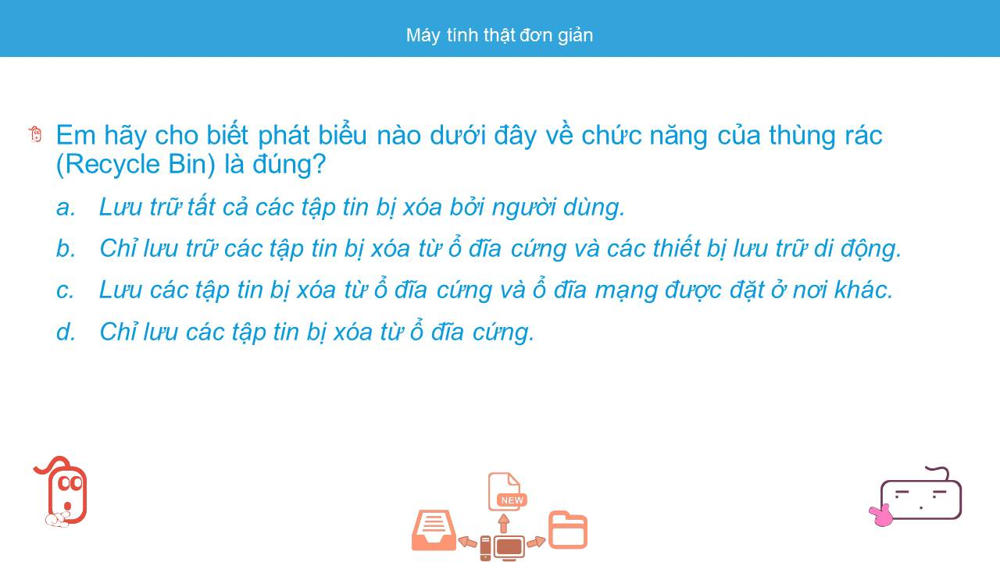 Máy tính thật đơn giản
Em hãy cho biết phát biểu nào dưới đây về chức năng của thùng rác
(Recycle Bin) là đúng?
a. Lưu trữ tất cả các tập tin bị xóa bởi người dùng.
b. Chỉ lưu trữ các tập tin bị xóa từ ổ đĩa cứng và các thiết bị lưu trữ di động.
c. Lưu các tập tin bị xóa từ ổ đĩa cứng và ổ đĩa mạng được đặt ở nơi khác.
d. Chỉ lưu các tập tin bị xóa từ ổ đĩa cứng.
NEW